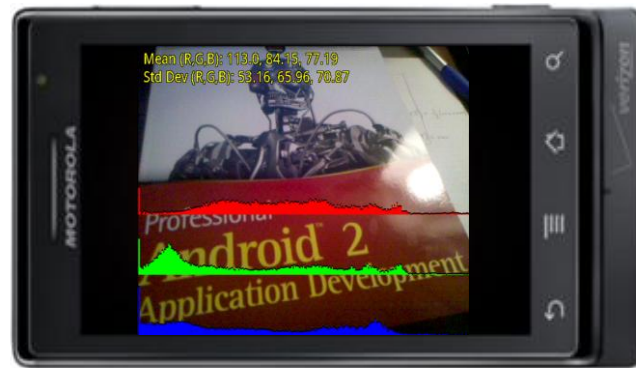 Mean (R,G,B): 113.0, 84.15, 77.19
Std Dev (R,G,B): 53.16, 65.96, 70.87
Professional
Android 2
Application Development
MOTOROLA
verizon